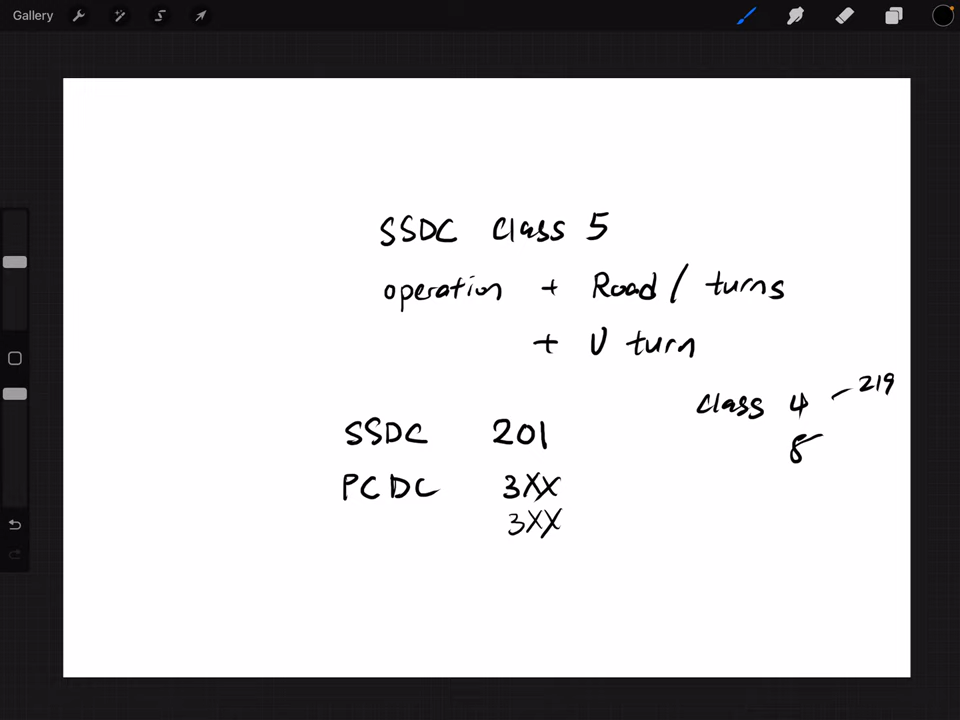 Gallery
SSDC Class 5
operation + Road / turns
+ U turn
class 4 - 219
8
SSDC 201
PCDC 3XX
3XX